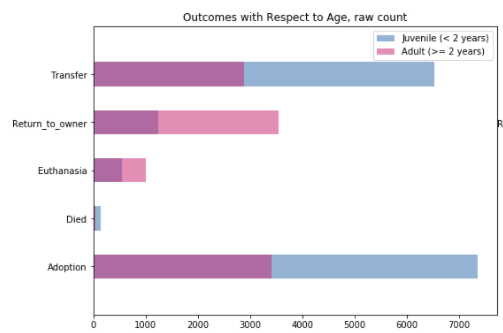 Outcomes with Respect to Age, raw count
Juvenile (< 2 years)
Adult (>= 2 years)
Transfer
Return_to_owner
R
Euthanasia
Died
Adoption
0 1000 2000 3000 4000 5000 6000 7000